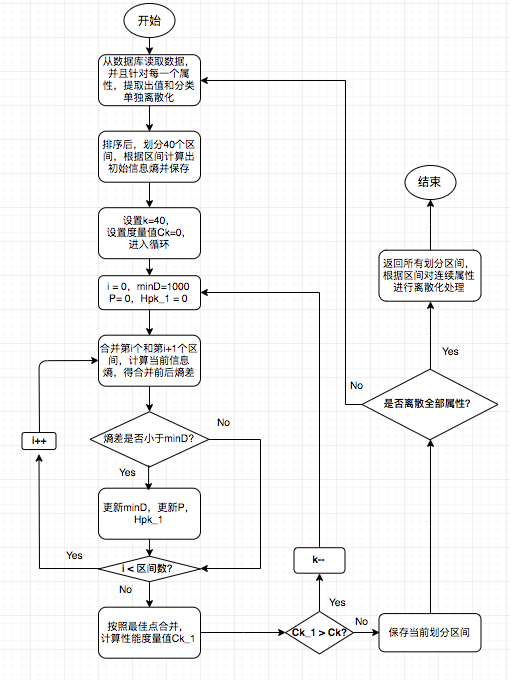 开始
从数据库读取数据，
并且针对每一个属
性，提取出值和分类
单独离散化
排序后，划分40个区
间，根据区间计算出
初始信息熵并保存
设置k=40,
设置度量值Ck=0,
进入循环
i = 0,  minD=1000
P= 0,  Hpk_1 = 0
合并第i个和第i+1个区
间，计算当前信息
熵，得合并前后熵差
熵差是否小于minD？
No
Yes
更新minD，更新P，
Hpk_1
i++
Yes
i < 区间数?
No
按照最佳点合并，
计算性能度量值Ck_1
Ck_1 > Ck?
Yes
k--
No
保存当前划分区间
是否离散全部属性?
No
Yes
返回所有划分区间，
根据区间对连续属性
进行离散化处理
结束